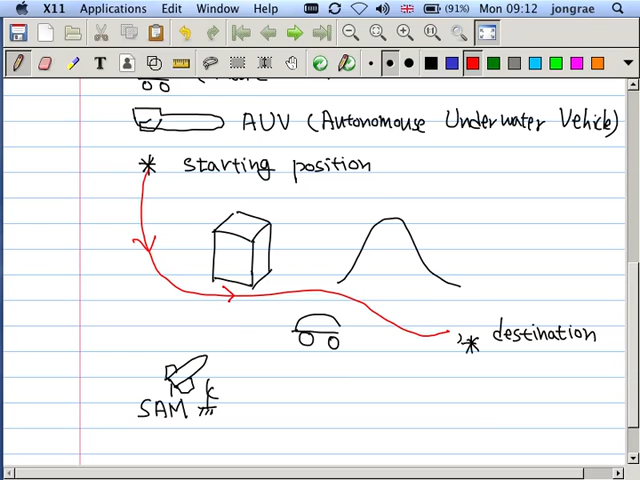 X11 Applications Edit Window Help (91%) Mon 09:12 jongrae
AUV (Autonomouse Underwater Vehicle)
* starting position
* destination
SAM